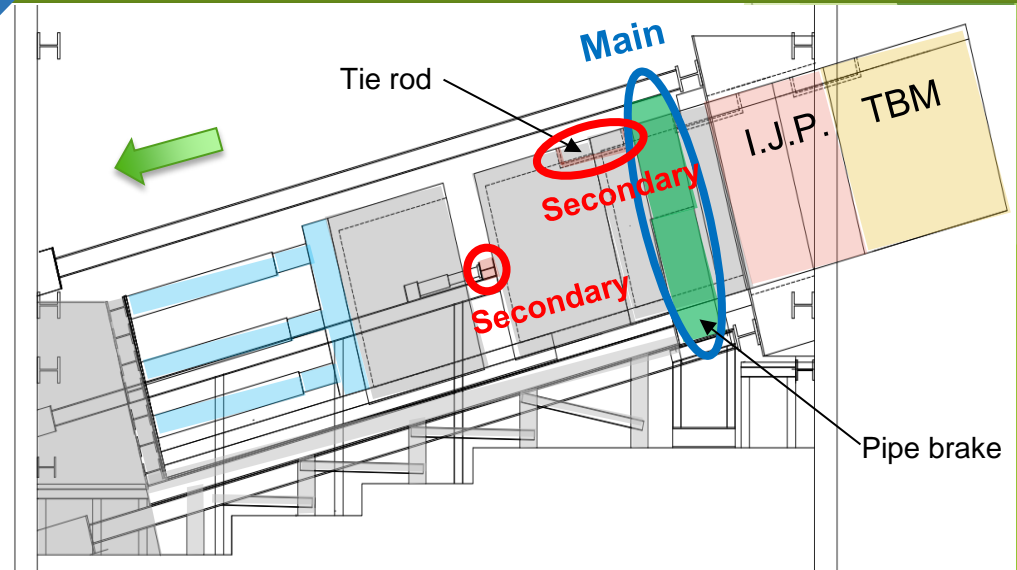 Main
Tie rod
TBM
I.J.P.
Secondary
Secondary
Pipe brake